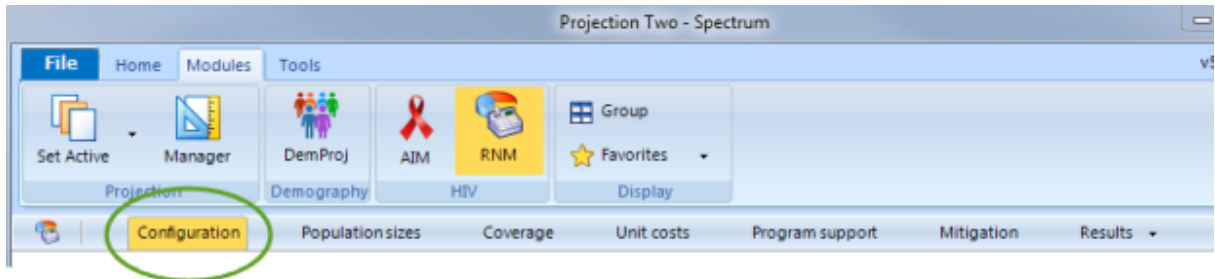 Projection Two - Spectrum
File Home Modules Tools
Group
Set Active Manager DemProj AIM RNM Favorites
Projection Demography HIV Display
Configuration Population sizes Coverage Unit costs Program support Mitigation Results